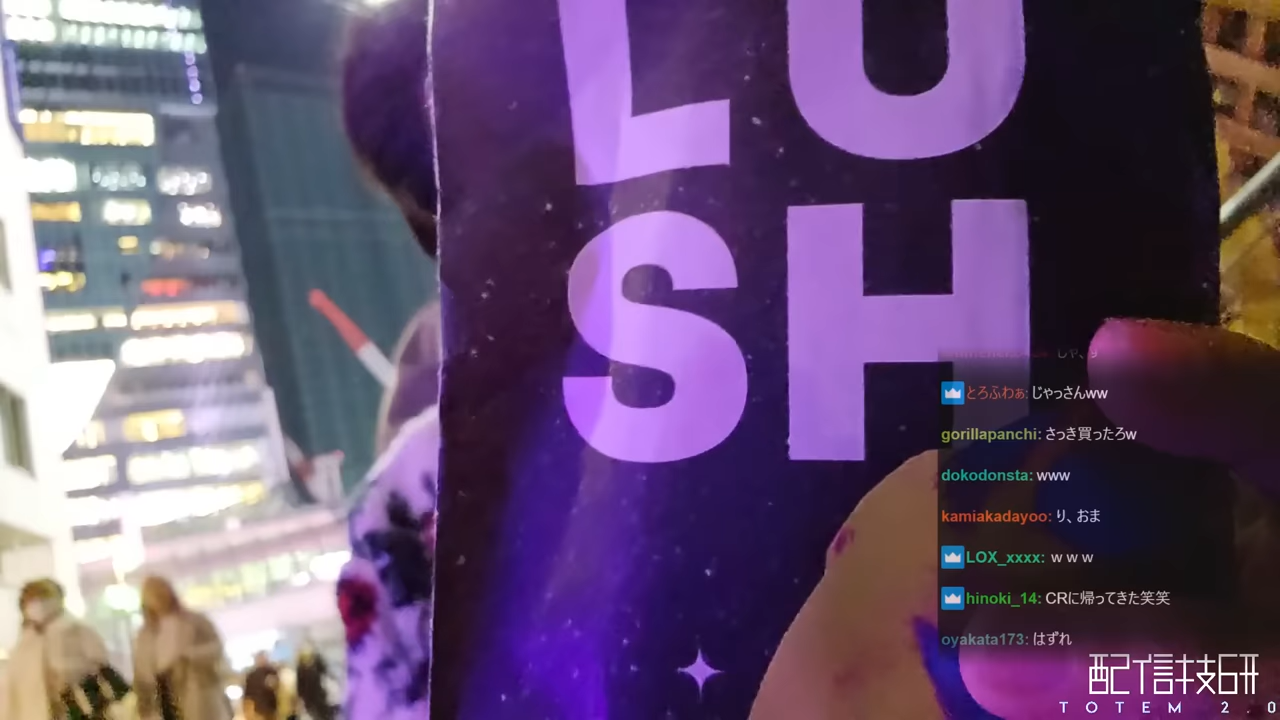 LU
SH
とろふわぁ: じゃっさんww
gorillapanchi: さっき買ったろw
dokodonsta: www
kamiakadayoo: り、おま
LOX_xxxx: ｗｗｗ
hinoki_14: CRに帰ってきた笑笑
oyakata173: はずれ
配信技研
TOTEM 2.0